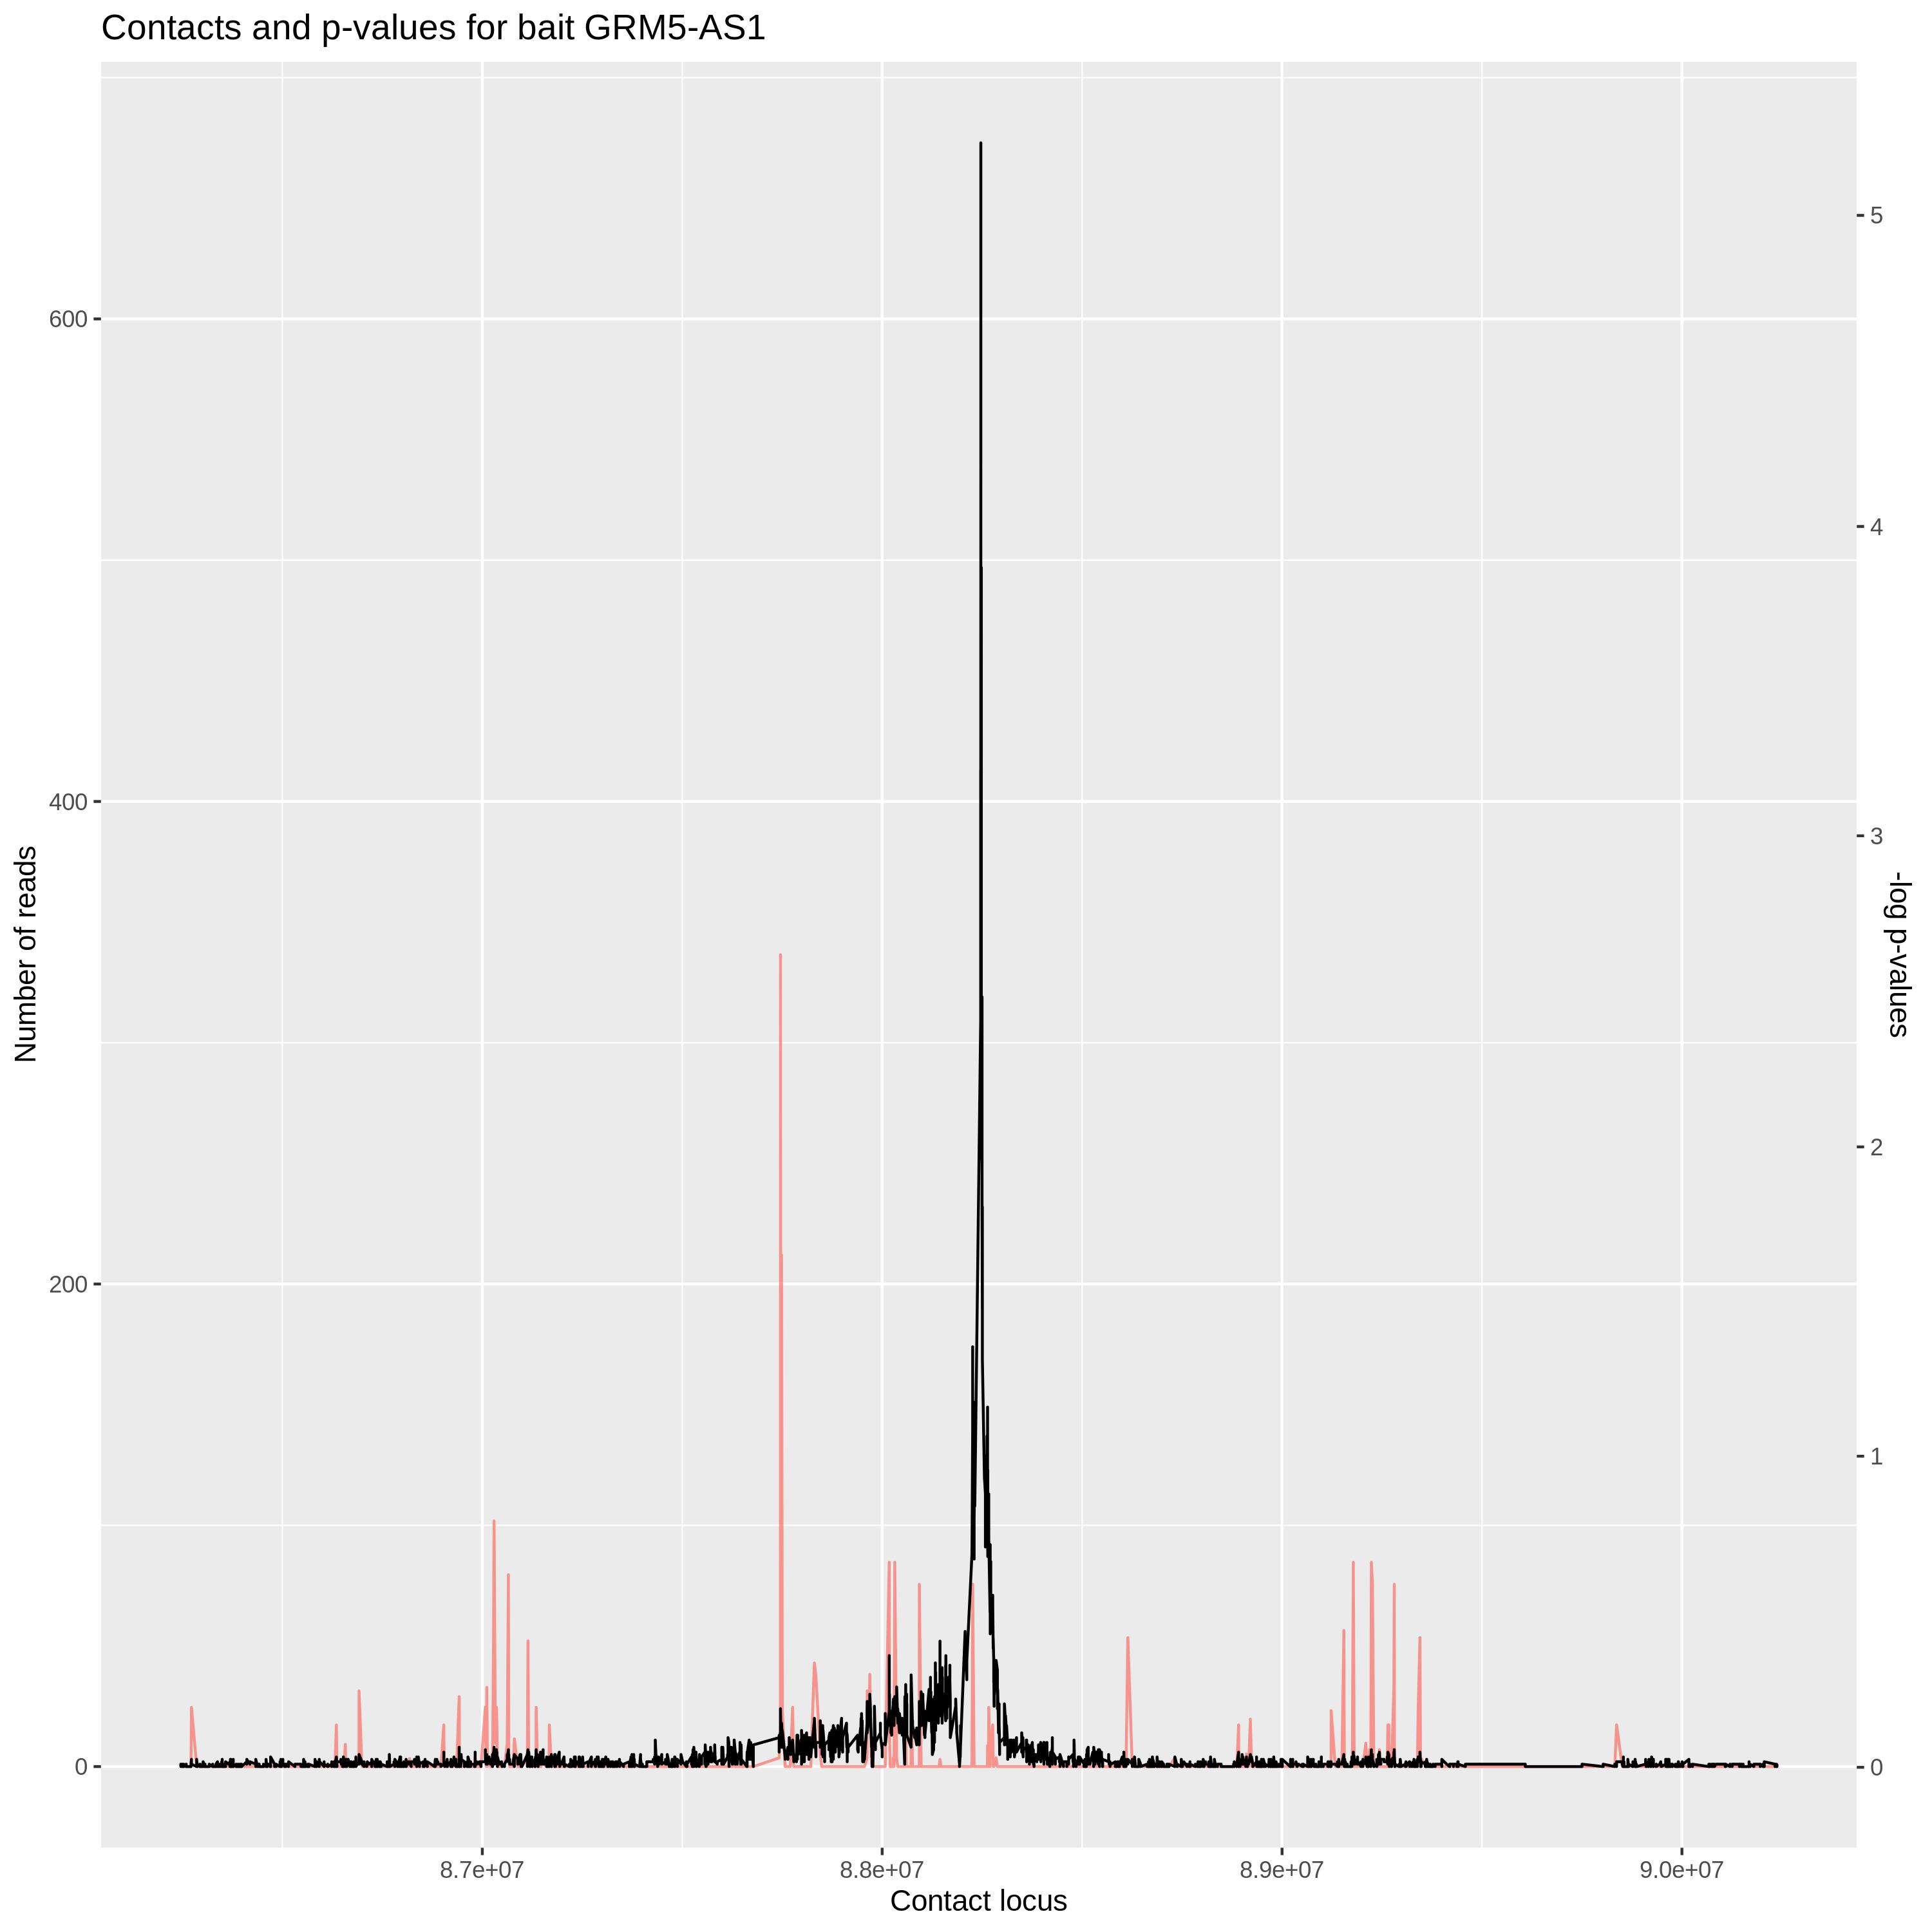 Contacts and p-values for bait GRM5-AS1
Number of reads
600
400
200
0
5
4
3
2
1
0
-log p-values
8.7e+07
8.8e+07
8.9e+07
9.0e+07
Contact locus